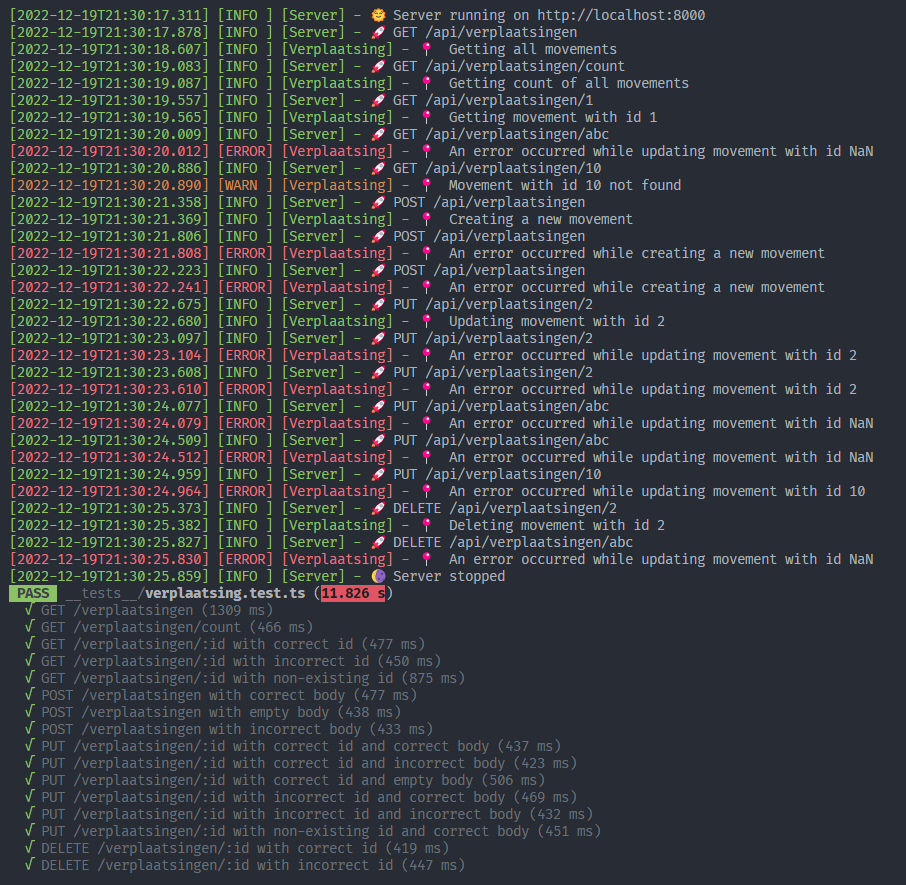 [2022-12-19T21:30:17.311] [INFO ] [Server] - 🌞 Server running on http://localhost:8000
[2022-12-19T21:30:17.878] [INFO ] [Server] - 🚀 GET /api/verplaatsingen
[2022-12-19T21:30:18.607] [INFO ] [Verplaatsing] - 📍 Getting all movements
[2022-12-19T21:30:19.083] [INFO ] [Server] - 🚀 GET /api/verplaatsingen/count
[2022-12-19T21:30:19.087] [INFO ] [Verplaatsing] - 📍 Getting count of all movements
[2022-12-19T21:30:19.557] [INFO ] [Server] - 🚀 GET /api/verplaatsingen/1
[2022-12-19T21:30:19.565] [INFO ] [Verplaatsing] - 📍 Getting movement with id 1
[2022-12-19T21:30:20.009] [INFO ] [Server] - 🚀 GET /api/verplaatsingen/abc
[2022-12-19T21:30:20.012] [ERROR] [Verplaatsing] - 📍 An error occurred while updating movement with id NaN
[2022-12-19T21:30:20.886] [INFO ] [Server] - 🚀 GET /api/verplaatsingen/10
[2022-12-19T21:30:20.890] [WARN ] [Verplaatsing] - 📍 Movement with id 10 not found
[2022-12-19T21:30:21.358] [INFO ] [Server] - 🚀 POST /api/verplaatsingen
[2022-12-19T21:30:21.369] [INFO ] [Verplaatsing] - 📍 Creating a new movement
[2022-12-19T21:30:21.806] [INFO ] [Server] - 🚀 POST /api/verplaatsingen
[2022-12-19T21:30:21.808] [ERROR] [Verplaatsing] - 📍 An error occurred while creating a new movement
[2022-12-19T21:30:22.223] [INFO ] [Server] - 🚀 POST /api/verplaatsingen
[2022-12-19T21:30:22.241] [ERROR] [Verplaatsing] - 📍 An error occurred while creating a new movement
[2022-12-19T21:30:22.675] [INFO ] [Server] - 🚀 PUT /api/verplaatsingen/2
[2022-12-19T21:30:22.680] [INFO ] [Verplaatsing] - 📍 Updating movement with id 2
[2022-12-19T21:30:23.097] [INFO ] [Server] - 🚀 PUT /api/verplaatsingen/2
[2022-12-19T21:30:23.104] [ERROR] [Verplaatsing] - 📍 An error occurred while updating movement with id 2
[2022-12-19T21:30:23.608] [INFO ] [Server] - 🚀 PUT /api/verplaatsingen/2
[2022-12-19T21:30:23.610] [ERROR] [Verplaatsing] - 📍 An error occurred while updating movement with id 2
[2022-12-19T21:30:24.077] [INFO ] [Server] - 🚀 PUT /api/verplaatsingen/abc
[2022-12-19T21:30:24.079] [ERROR] [Verplaatsing] - 📍 An error occurred while updating movement with id NaN
[2022-12-19T21:30:24.509] [INFO ] [Server] - 🚀 PUT /api/verplaatsingen/abc
[2022-12-19T21:30:24.512] [ERROR] [Verplaatsing] - 📍 An error occurred while updating movement with id NaN
[2022-12-19T21:30:24.959] [INFO ] [Server] - 🚀 PUT /api/verplaatsingen/10
[2022-12-19T21:30:24.964] [ERROR] [Verplaatsing] - 📍 An error occurred while updating movement with id 10
[2022-12-19T21:30:25.373] [INFO ] [Server] - 🚀 DELETE /api/verplaatsingen/2
[2022-12-19T21:30:25.382] [INFO ] [Verplaatsing] - 📍 Deleting movement with id 2
[2022-12-19T21:30:25.827] [INFO ] [Server] - 🚀 DELETE /api/verplaatsingen/abc
[2022-12-19T21:30:25.830] [ERROR] [Verplaatsing] - 📍 An error occurred while updating movement with id NaN
[2022-12-19T21:30:25.859] [INFO ] [Server] - 🌘 Server stopped
PASS __tests__/verplaatsing.test.ts (11.826 s)
√ GET /verplaatsingen (1309 ms)
√ GET /verplaatsingen/count (466 ms)
√ GET /verplaatsingen/:id with correct id (477 ms)
√ GET /verplaatsingen/:id with incorrect id (450 ms)
√ GET /verplaatsingen/:id with non-existing id (875 ms)
√ POST /verplaatsingen with correct body (477 ms)
√ POST /verplaatsingen with empty body (438 ms)
√ POST /verplaatsingen with incorrect body (433 ms)
√ PUT /verplaatsingen/:id with correct id and correct body (437 ms)
√ PUT /verplaatsingen/:id with correct id and incorrect body (423 ms)
√ PUT /verplaatsingen/:id with correct id and empty body (506 ms)
√ PUT /verplaatsingen/:id with incorrect id and correct body (469 ms)
√ PUT /verplaatsingen/:id with incorrect id and incorrect body (432 ms)
√ PUT /verplaatsingen/:id with non-existing id and correct body (451 ms)
√ DELETE /verplaatsingen/:id with correct id (419 ms)
√ DELETE /verplaatsingen/:id with incorrect id (447 ms)